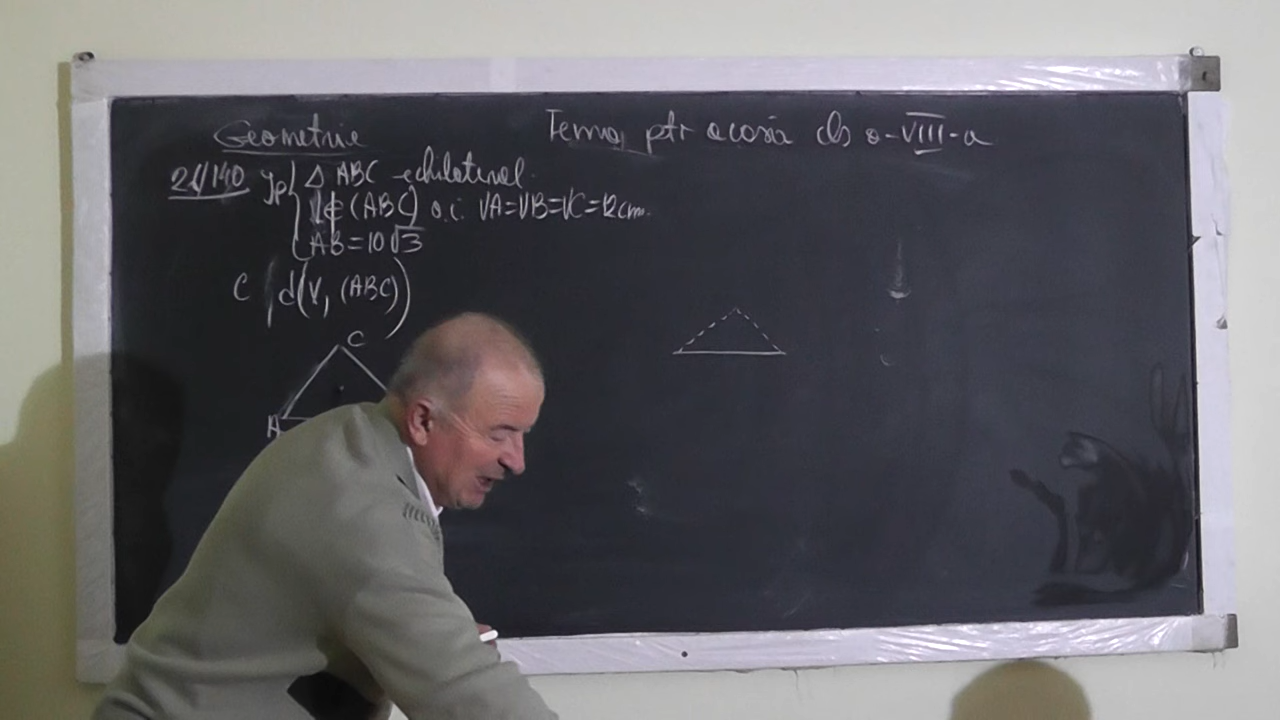 Geometrie
Tema ptr acasă cls a-VIII-a
21/140 Ip { Δ ABC echilateral.
V∉(ABC) a.i. VA=VB=VC=12cm.
AB=10√3
C d(V, (ABC))
C
A